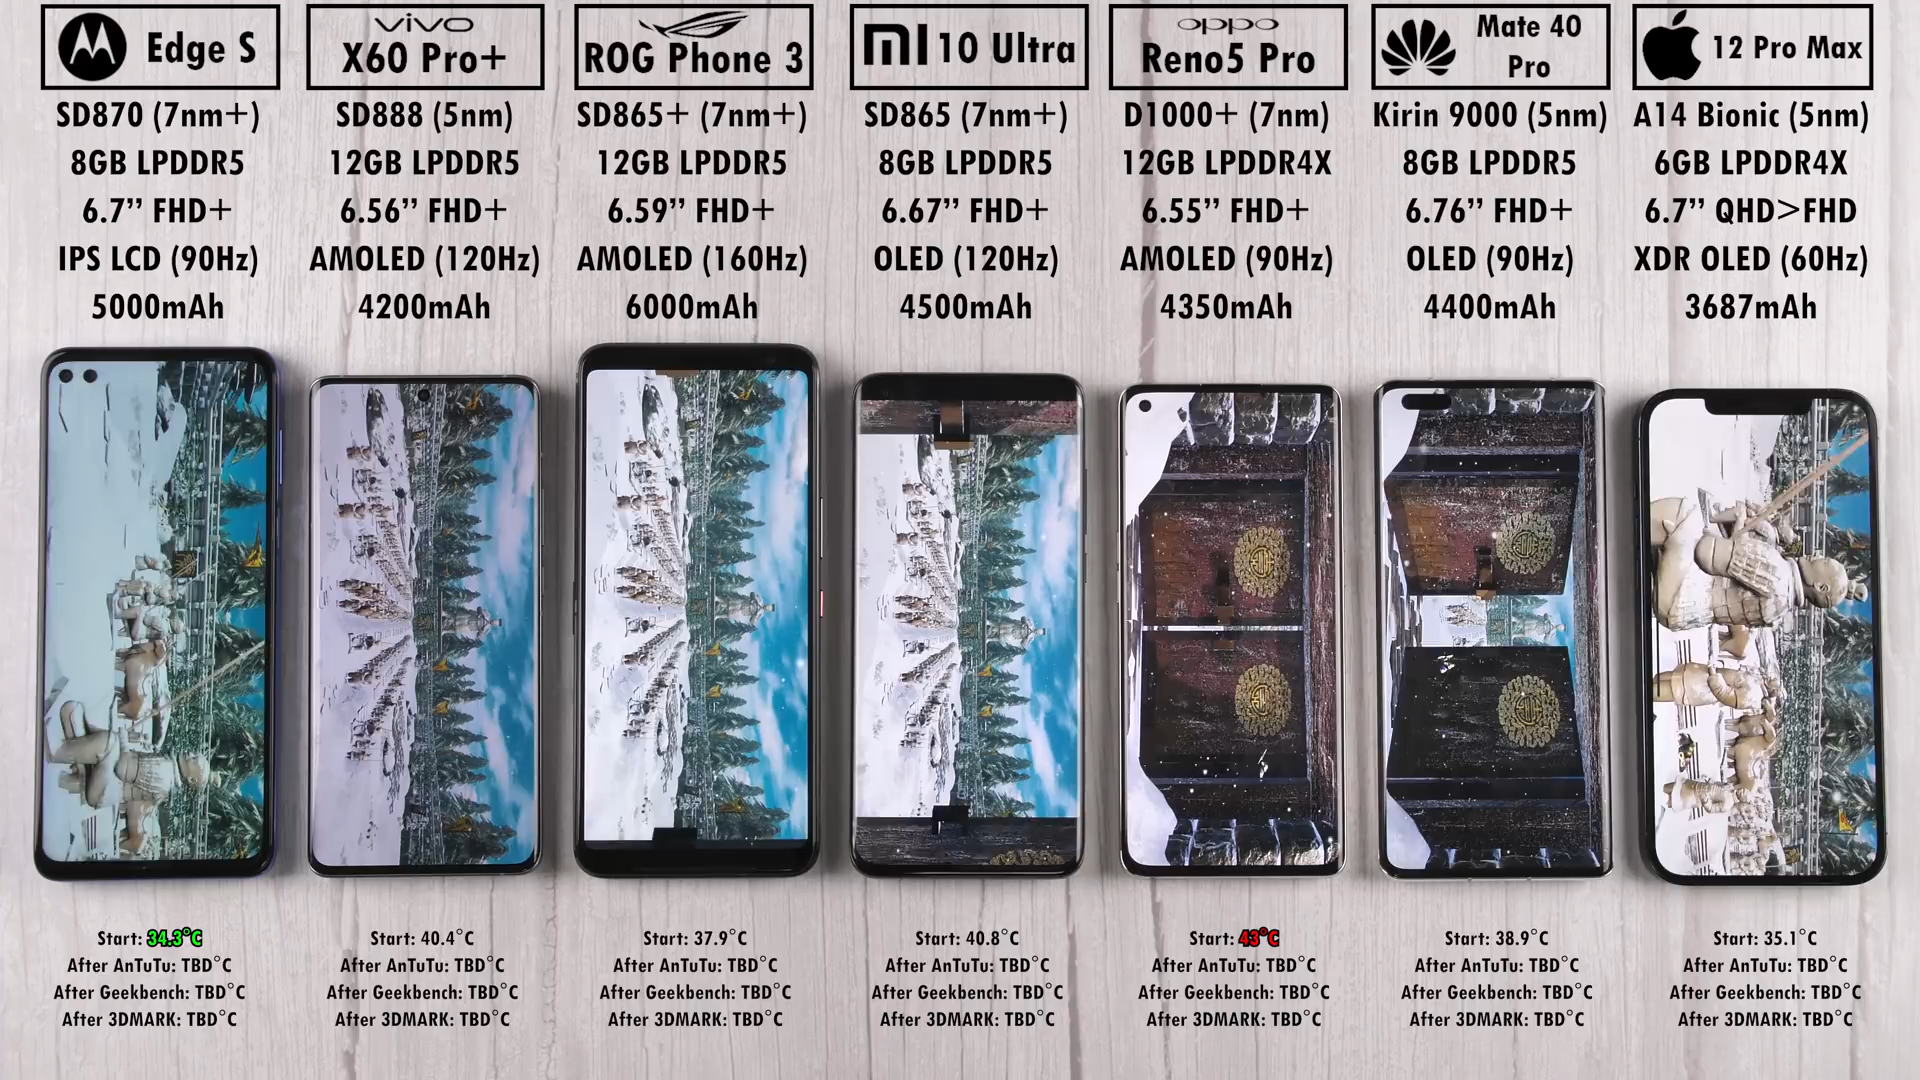 Edge S
SD870 (7nm+)
8GB LPDDR5
6.7’’ FHD+
IPS LCD (90Hz)
5000mAh
vivo
X60 Pro+
SD888 (5nm)
12GB LPDDR5
6.56’’ FHD+
AMOLED (120Hz)
4200mAh
ROG Phone 3
SD865+ (7nm+)
12GB LPDDR5
6.59’’ FHD+
AMOLED (160Hz)
6000mAh
MI 10 Ultra
SD865 (7nm+)
8GB LPDDR5
6.67’’ FHD+
OLED (120Hz)
4500mAh
oppo
Reno5 Pro
D1000+ (7nm)
12GB LPDDR4X
6.55’’ FHD+
AMOLED (90Hz)
4350mAh
Mate 40
Pro
Kirin 9000 (5nm)
8GB LPDDR5
6.76’’ FHD+
OLED (90Hz)
4400mAh
12 Pro Max
A14 Bionic (5nm)
6GB LPDDR4X
6.7’’ QHD>FHD
XDR OLED (60Hz)
3687mAh
Start: 34.3°C
After AnTuTu: TBD°C
After Geekbench: TBD°C
After 3DMARK: TBD°C
Start: 40.4°C
After AnTuTu: TBD°C
After Geekbench: TBD°C
After 3DMARK: TBD°C
Start: 37.9°C
After AnTuTu: TBD°C
After Geekbench: TBD°C
After 3DMARK: TBD°C
Start: 40.8°C
After AnTuTu: TBD°C
After Geekbench: TBD°C
After 3DMARK: TBD°C
Start: 43°C
After AnTuTu: TBD°C
After Geekbench: TBD°C
After 3DMARK: TBD°C
Start: 38.9°C
After AnTuTu: TBD°C
After Geekbench: TBD°C
After 3DMARK: TBD°C
Start: 35.1°C
After AnTuTu: TBD°C
After Geekbench: TBD°C
After 3DMARK: TBD°C